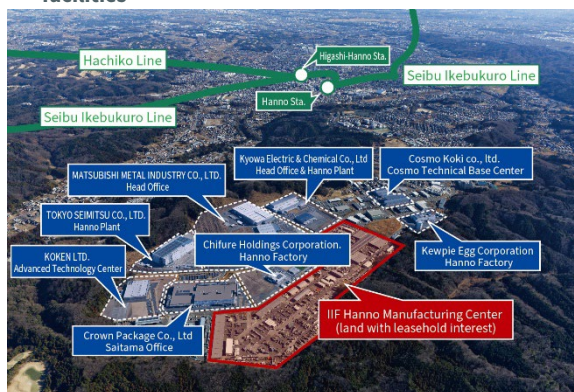 facilities
Higashi-Hanno Sta.
Hachiko Line
Seibu Ikebukuro Line
Hanno Sta.
Seibu Ikebukuro Line
Kyowa Electric & Chemical Co., Ltd
Head Office & Hanno Plant
Cosmo Koki co., ltd.
Cosmo Technical Base Center
MATSUBISHI METAL INDUSTRY CO., LTD.
Head Office
TOKYO SEIMITSU CO., LTD.
Hanno Plant
Chifure Holdings Corporation.
Hanno Factory
Kewpie Egg Corporation
Hanno Factory
KOKEN LTD.
Advanced Technology Center
IIF Hanno Manufacturing Center
(land with leasehold interest)
Crown Package Co., Ltd
Saitama Office